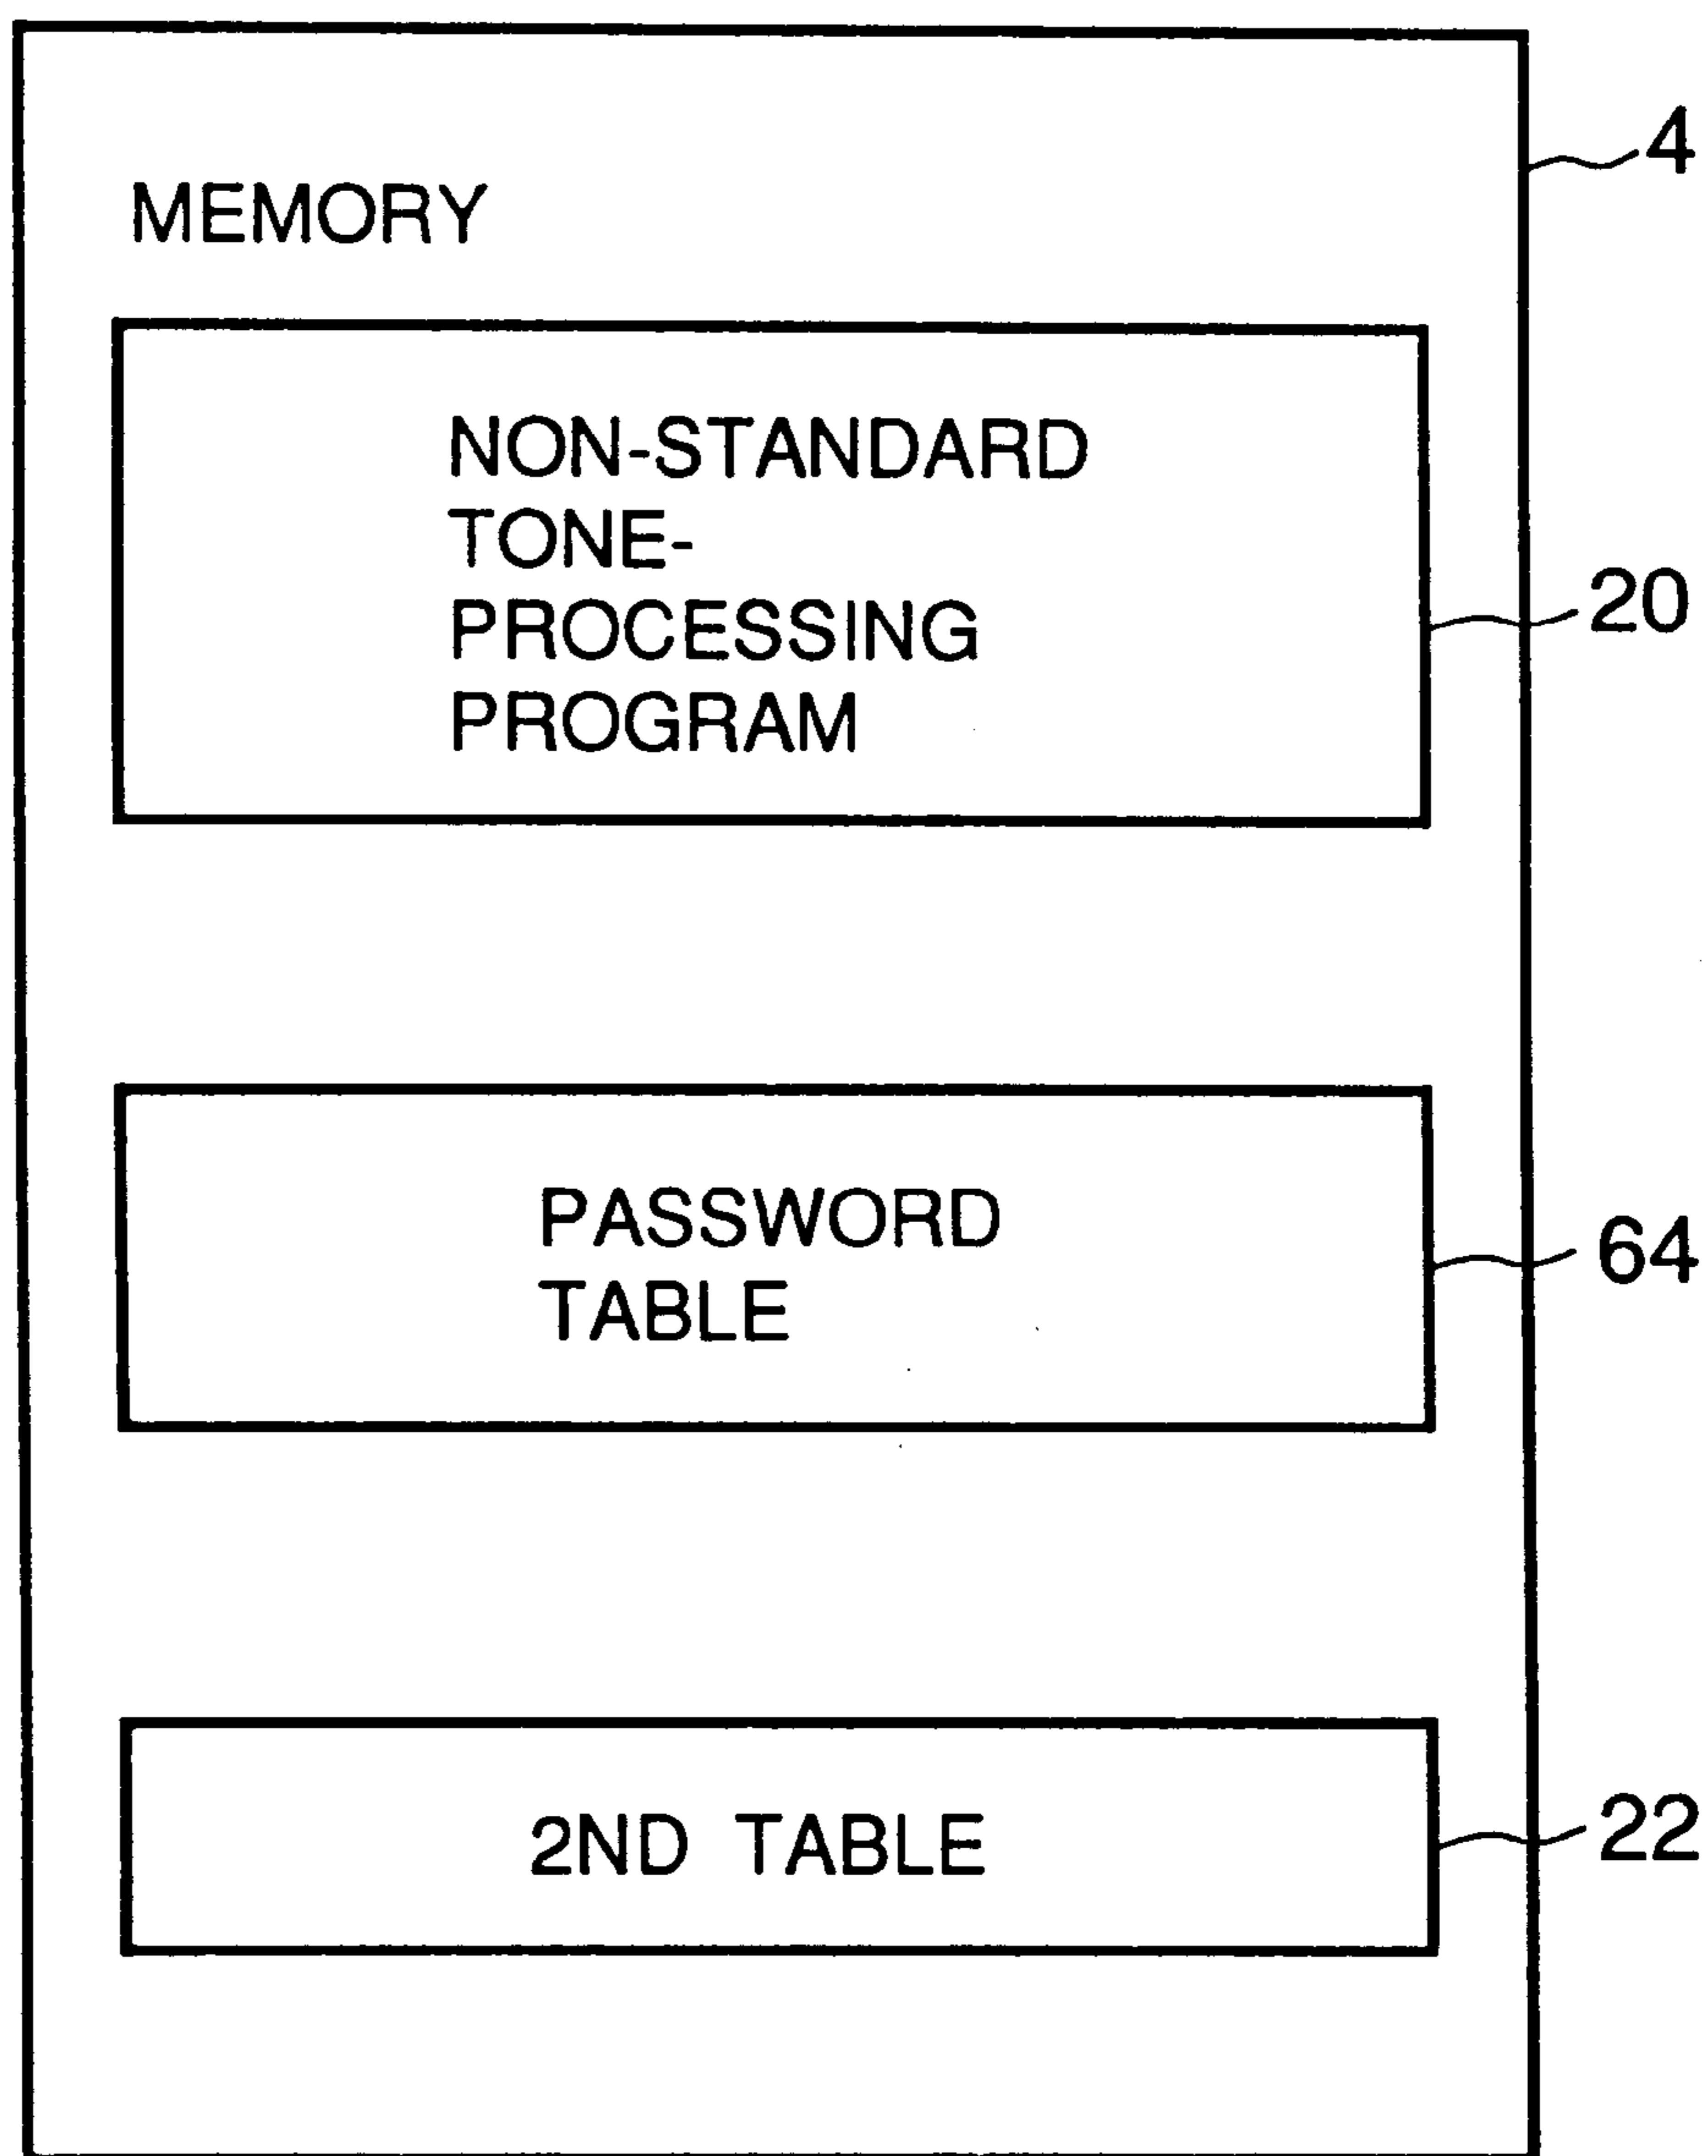 4
MEMORY
NON-STANDARD
TONE-
PROCESSING
PROGRAM
20
PASSWORD
TABLE
64
2ND TABLE
22